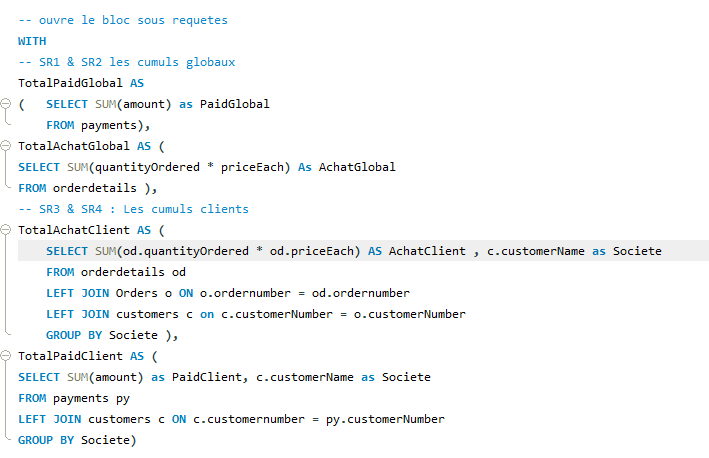 -- ouvre le bloc sous requetes
WITH
-- SR1 & SR2 les cumuls globaux
TotalPaidGlobal AS
(   SELECT SUM(amount) as PaidGlobal
    FROM payments),
TotalAchatGlobal AS (
SELECT SUM(quantityOrdered * priceEach) As AchatGlobal
FROM orderdetails ),
-- SR3 & SR4 : Les cumuls clients
TotalAchatClient AS (
    SELECT SUM(od.quantityOrdered * od.priceEach) AS AchatClient , c.customerName as Societe
    FROM orderdetails od
    LEFT JOIN Orders o ON o.ordernumber = od.ordernumber
    LEFT JOIN customers c on c.customerNumber = o.customerNumber
    GROUP BY Societe ),
TotalPaidClient AS (
SELECT SUM(amount) as PaidClient, c.customerName as Societe
FROM payments py
LEFT JOIN customers c ON c.customernumber = py.customerNumber
GROUP BY Societe)